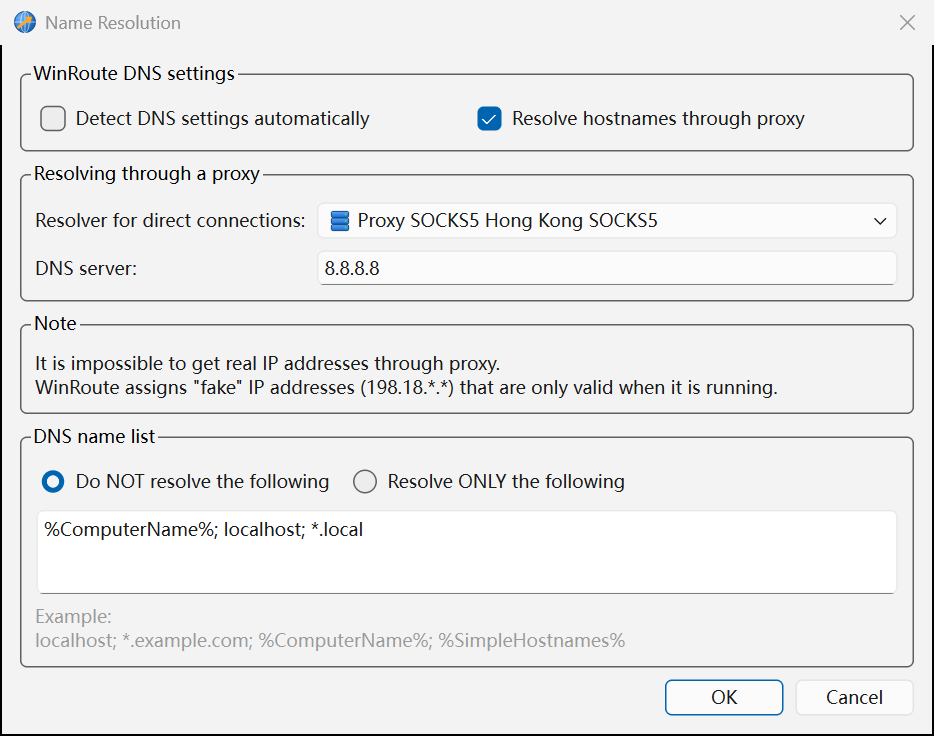 Name Resolution
WinRoute DNS settings
Detect DNS settings automatically
Resolve hostnames through proxy
Resolving through a proxy
Resolver for direct connections:
Proxy SOCKS5 Hong Kong SOCKS5
DNS server:
8.8.8.8
Note
It is impossible to get real IP addresses through proxy.
WinRoute assigns "fake" IP addresses (198.18.*.*) that are only valid when it is running.
DNS name list
Do NOT resolve the following
Resolve ONLY the following
%ComputerName%; localhost; *.local
Example:
localhost; *.example.com; %ComputerName%; %SimpleHostnames%
OK
Cancel